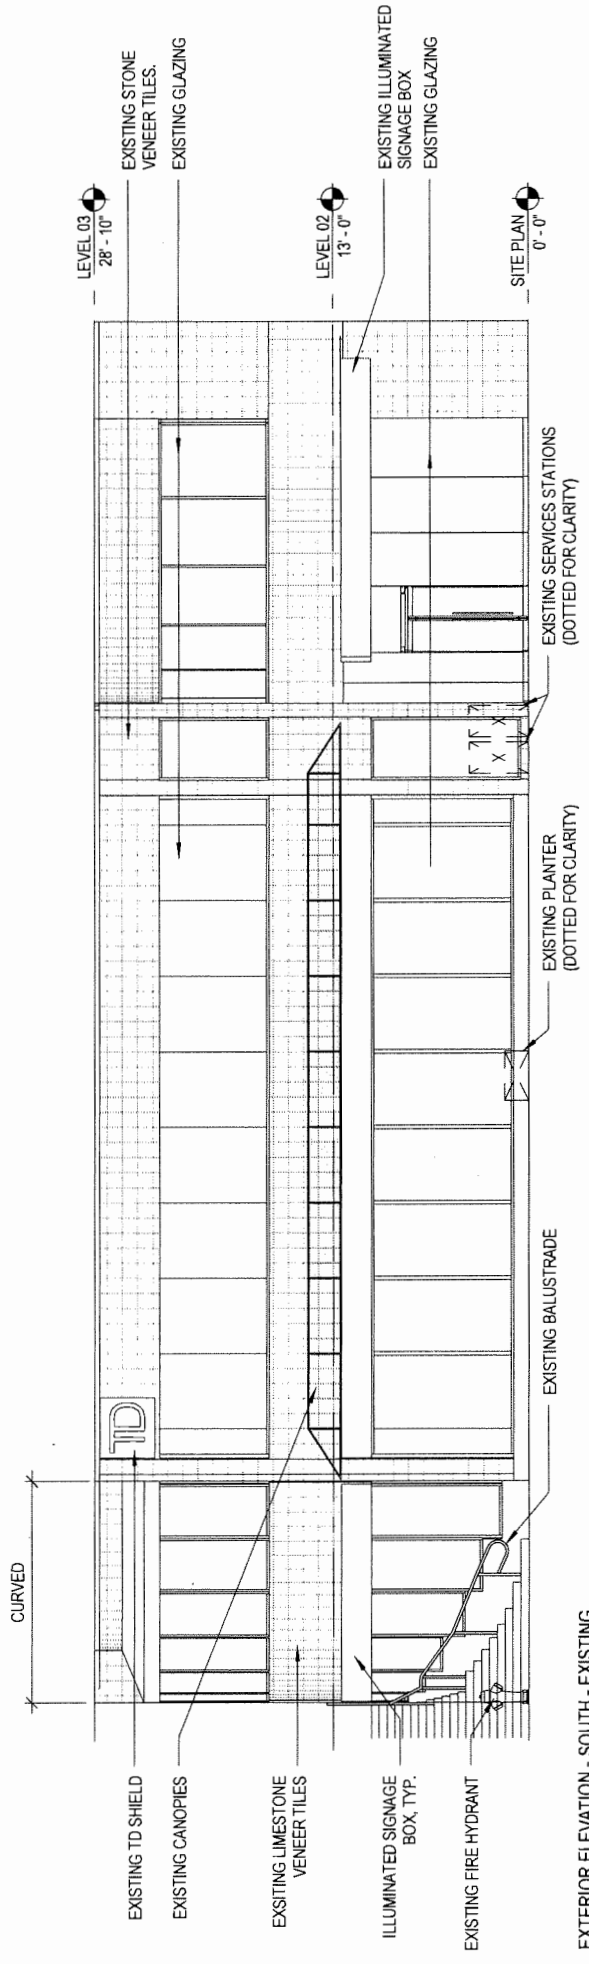 CURVED
EXISTING TD SHIELD
EXISTING CANOPIES
EXSITING LIMESTONE
VENEER TILES
ILLUMINATED SIGNAGE
BOX, TYP.
EXISTING FIRE HYDRANT
TD
LEVEL 03
28' - 10"
EXISTING STONE
VENEER TILES.
EXISTING GLAZING
LEVEL 02
13' - 0"
EXISTING ILLUMINATED
SIGNAGE BOX
EXISTING GLAZING
SITE PLAN
0' - 0"
EXISTING BALUSTRADE
EXISTING PLANTER
(DOTTED FOR CLARITY)
EXISTING SERVICES STATIONS
(DOTTED FOR CLARITY)
EXTERIOR ELEVATION - SOUTH - EXISTING